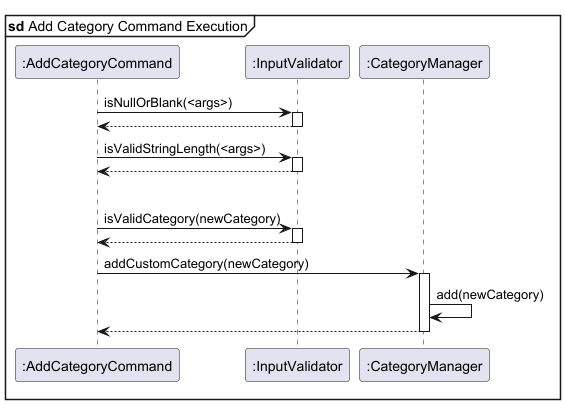 sd Add Category Command Execution
:AddCategoryCommand :InputValidator :CategoryManager
isNullOrBlank(<args>)
isValidStringLength(<args>)
isValidCategory(newCategory)
addCustomCategory(newCategory)
add(newCategory)
:AddCategoryCommand :InputValidator :CategoryManager